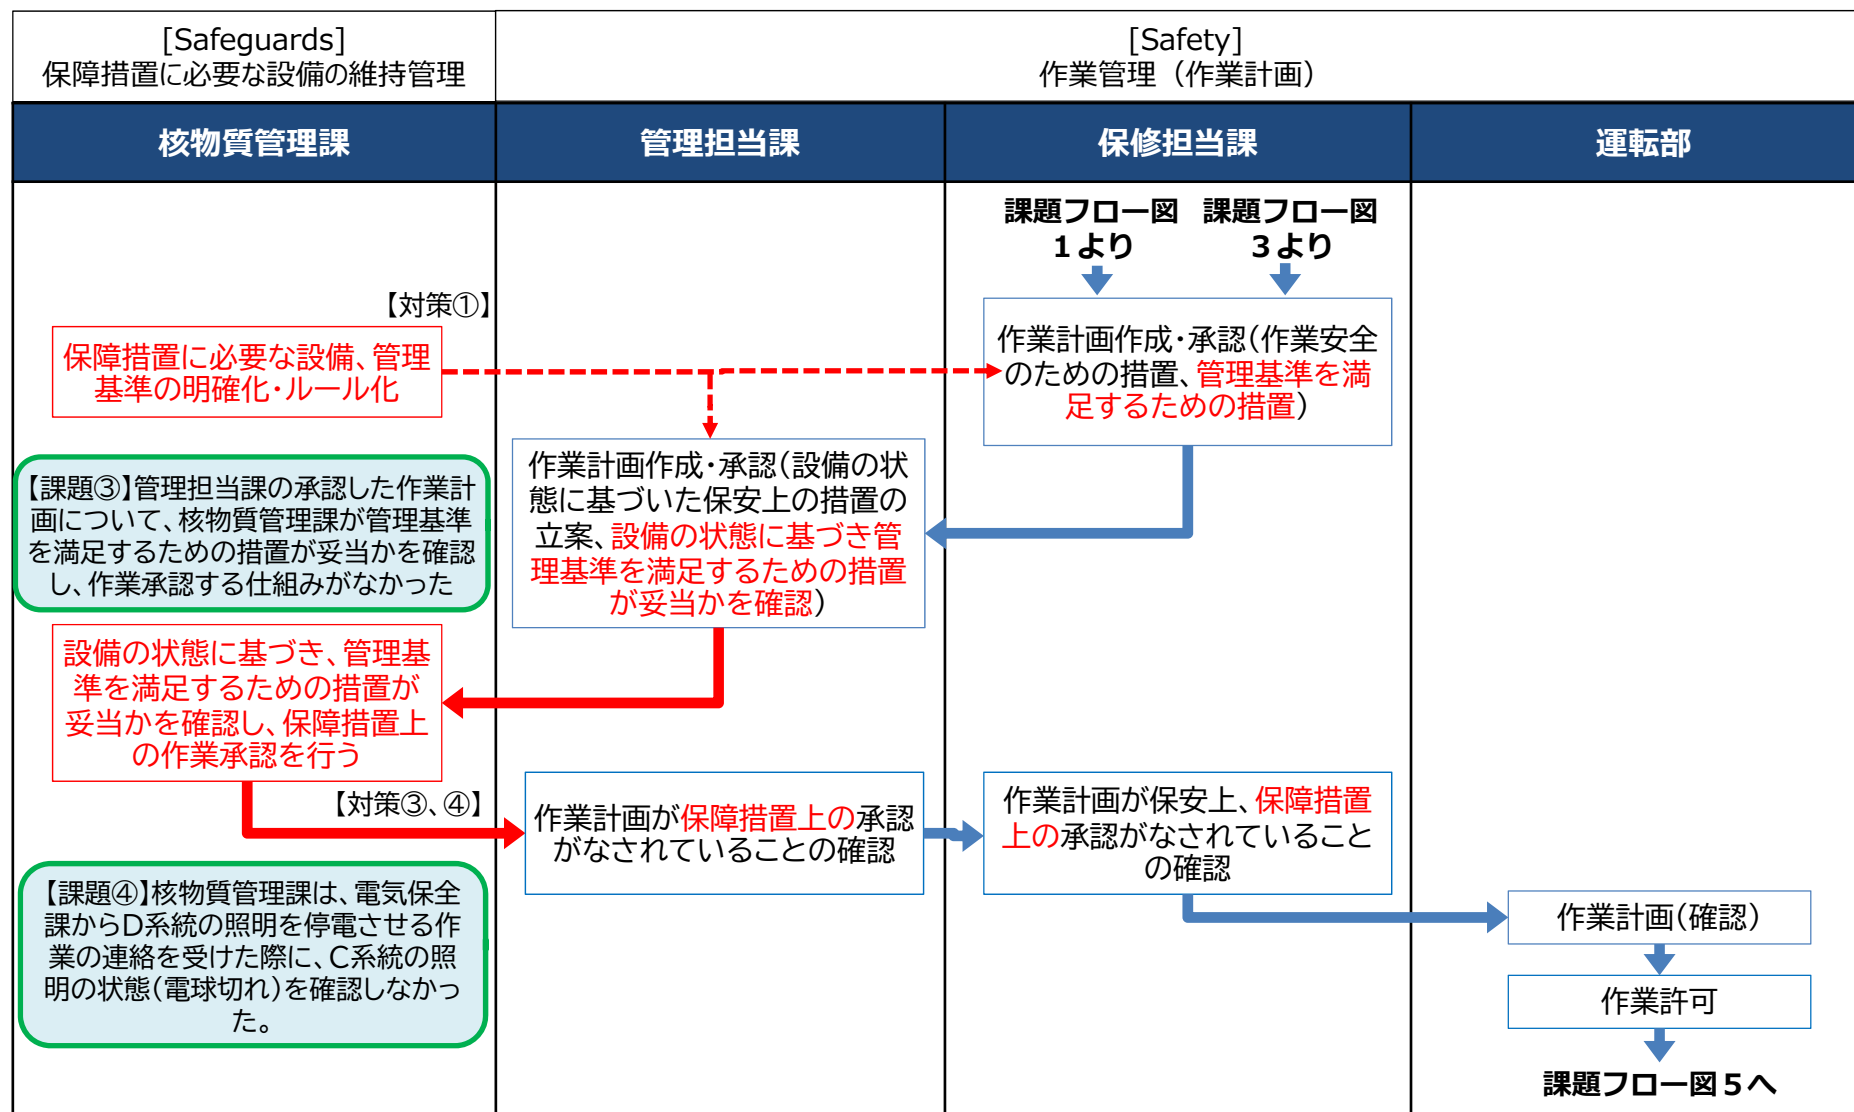 [Safeguards]
保障措置に必要な設備の維持管理
[Safety]
作業管理（作業計画）
核物質管理課
管理担当課
保修担当課
運転部
課題フロー図
１より
課題フロー図
３より
【対策①】
保障措置に必要な設備、管理
基準の明確化・ルール化
作業計画作成・承認（作業安全
のための措置、管理基準を満
足するための措置）
【課題③】管理担当課の承認した作業計
画について、核物質管理課が管理基準
を満足するための措置が妥当かを確認
し、作業承認する仕組みがなかった
作業計画作成・承認（設備の状
態に基づいた保安上の措置の
立案、設備の状態に基づき管
理基準を満足するための措置
が妥当かを確認）
設備の状態に基づき、管理基
準を満足するための措置が
妥当かを確認し、保障措置上
の作業承認を行う
【対策③、④】
作業計画が保障措置上の承認
がなされていることの確認
作業計画が保安上、保障措置
上の承認がなされていること
の確認
【課題④】核物質管理課は、電気保全
課からＤ系統の照明を停電させる作
業の連絡を受けた際に、Ｃ系統の照
明の状態（電球切れ）を確認しなかっ
た。
作業計画（確認）
作業許可
課題フロー図５へ